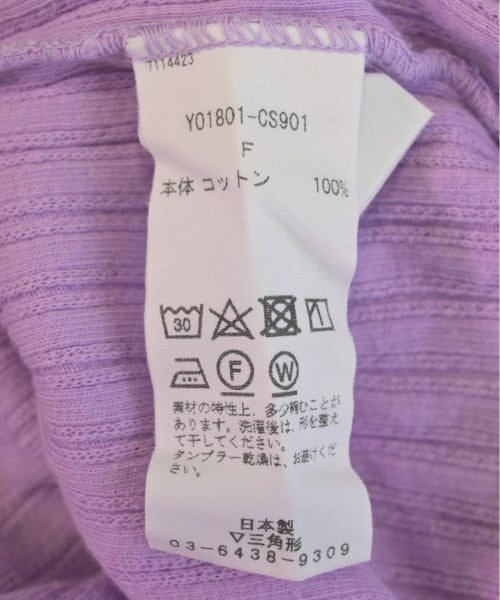 7114423
Y01801-CS901
F
本体 コットン 100%
30
F W
素材の特性上、多少縮むことが
あります。洗濯後は、形を整え
て干してください。
タンブラー乾燥は、お避けくだ
さい。
日本製
▽三角形
03-6438-9309